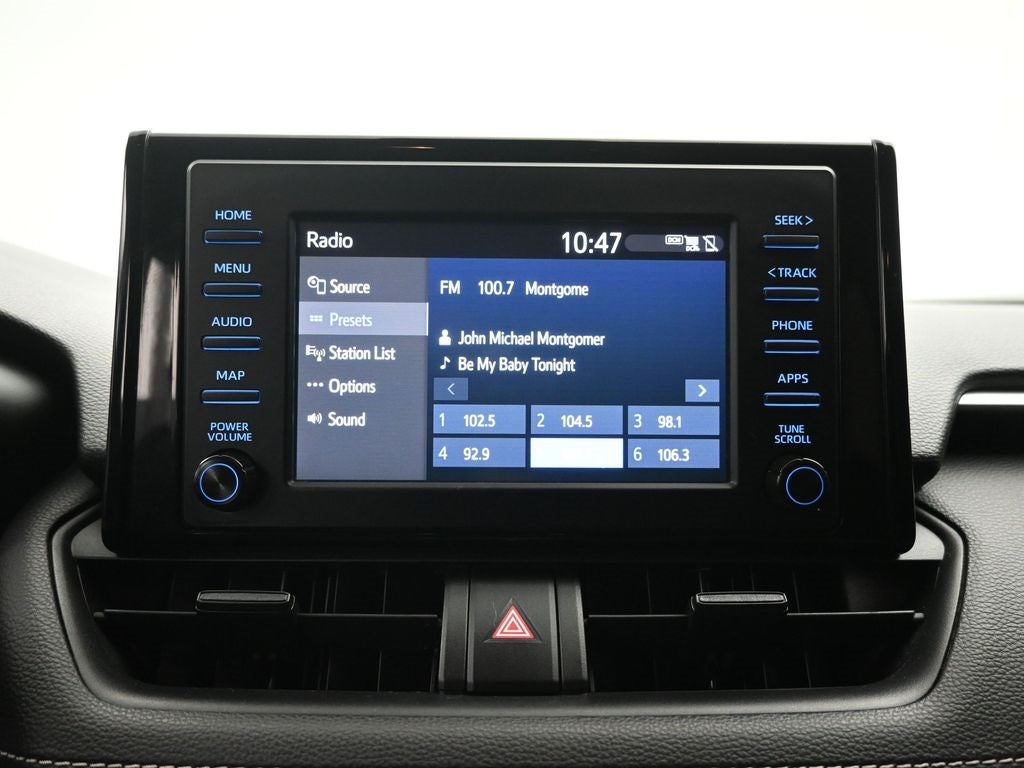 HOME
MENU
AUDIO
MAP
POWER
VOLUME
Radio
10:47
DCM
Source
Presets
Station List
Options
Sound
FM 100.7 Montgome
John Michael Montgomer
Be My Baby Tonight
<
>
1 102.5
2 104.5
3 98.1
4 92.9
6 106.3
SEEK >
< TRACK
PHONE
APPS
TUNE
SCROLL